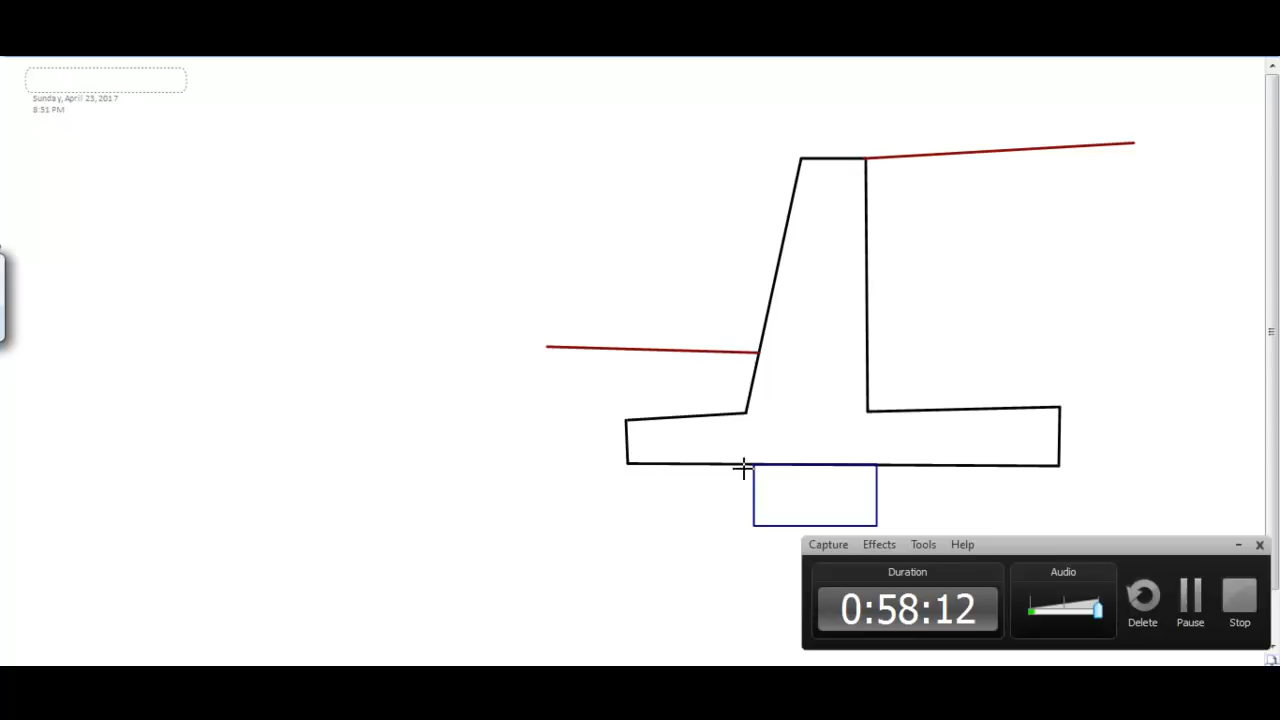 Sunday, April 23, 2017
8:51 PM
Capture Effects Tools Help
Duration
Audio
0:58:12
Delete
Pause
Stop